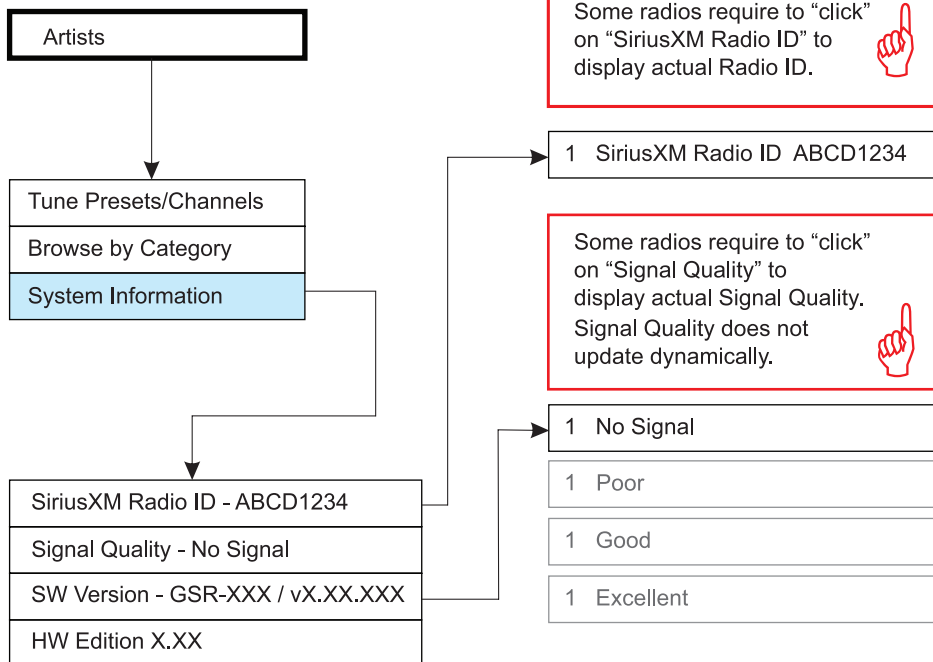 Artists
Tune Presets/Channels
Browse by Category
System Information
SiriusXM Radio ID - ABCD1234
Signal Quality - No Signal
SW Version - GSR-XXX / vX.XX.XXX
HW Edition X.XX
Some radios require to “click”
on “SiriusXM Radio ID” to
display actual Radio ID.
1 SiriusXM Radio ID ABCD1234
Some radios require to “click”
on “Signal Quality” to
display actual Signal Quality.
Signal Quality does not
update dynamically.
1 No Signal
1 Poor
1 Good
1 Excellent